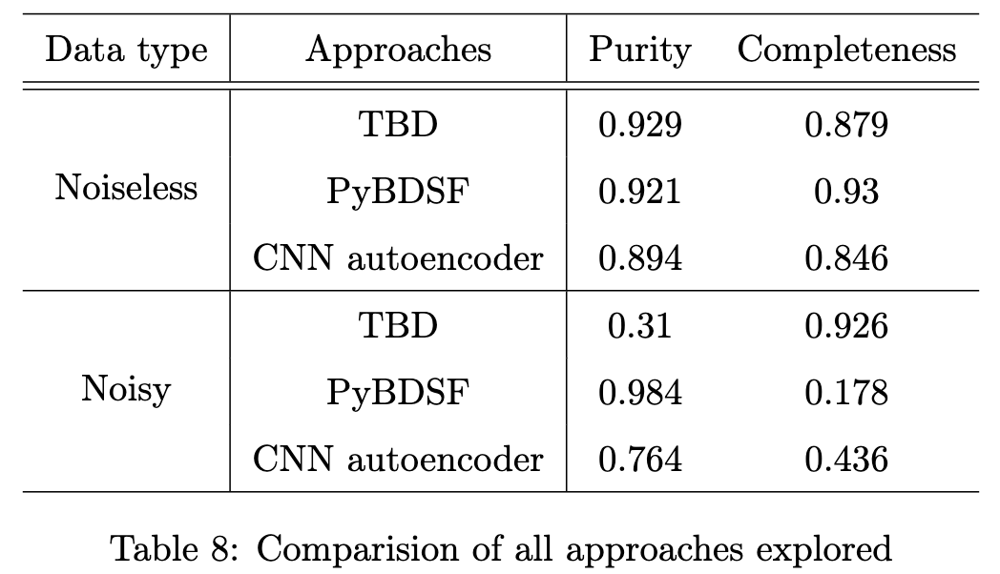 Data type Approaches Purity Completeness
TBD 0.929 0.879
Noiseless PyBDSF 0.921 0.93
CNN autoencoder 0.894 0.846
TBD 0.31 0.926
Noisy PyBDSF 0.984 0.178
CNN autoencoder 0.764 0.436
Table 8: Comparision of all approaches explored